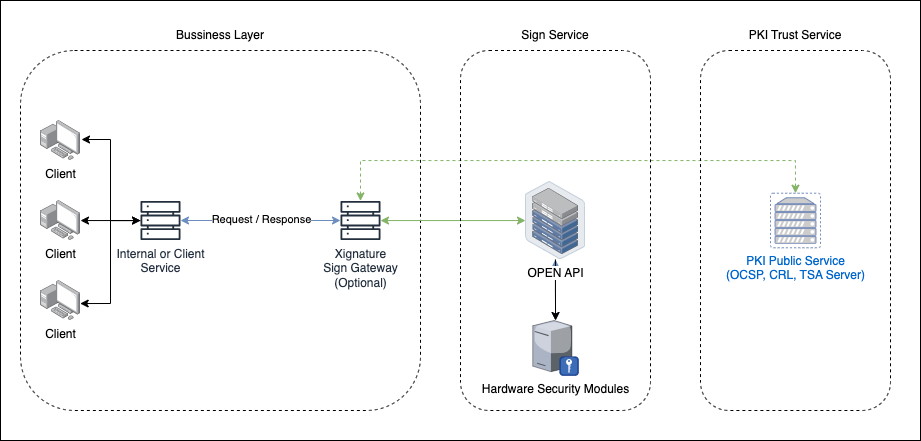 Bussiness Layer
Sign Service
PKI Trust Service
Client
Client
Client
Internal or Client
Service
Request / Response
Xignature
Sign Gateway
(Optional)
OPEN API
Hardware Security Modules
PKI Public Service
(OCSP, CRL, TSA Server)